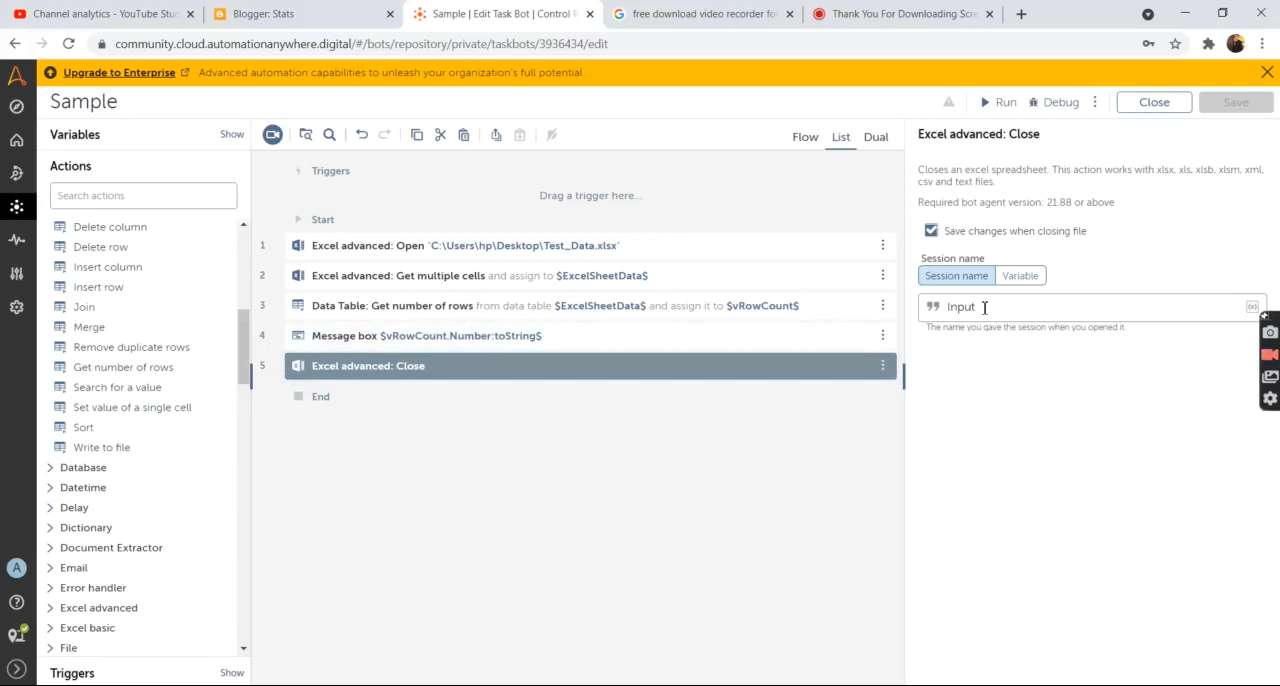 Channel analytics - YouTube Stu
Blogger: Stats
Sample | Edit Task Bot | Control
free download video recorder fo
Thank You For Downloading Scre
community.cloud.automationanywhere.digital/#/bots/repository/private/taskbots/3936434/edit
Upgrade to Enterprise Advanced automation capabilities to unleash your organization's full potential.
Sample
Run
Debug
Close
Save
Variables
Show
Flow
List
Dual
Actions
Search actions
Delete column
Delete row
Insert column
Insert row
Join
Merge
Remove duplicate rows
Get number of rows
Search for a value
Set value of a single cell
Sort
Write to file
Database
Datetime
Delay
Dictionary
Document Extractor
Email
Error handler
Excel advanced
Excel basic
File
Triggers
Show
A
Triggers
Drag a trigger here...
Start
1 Excel advanced: Open 'C:\Users\hp\Desktop\Test_Data.xlsx'
2 Excel advanced: Get multiple cells and assign to $ExcelSheetData$
3 Data Table: Get number of rows from data table $ExcelSheetData$ and assign it to $vRowCount$
4 Message box $vRowCount.Number:toString$
5 Excel advanced: Close
End
Excel advanced: Close
Closes an excel spreadsheet. This action works with xlsx, xls, xlsb, xlsm, xml,
csv and text files.
Required bot agent version: 21.88 or above
Save changes when closing file
Session name
Session name
Variable
Input
(x)
The name you gave the session when you opened it.